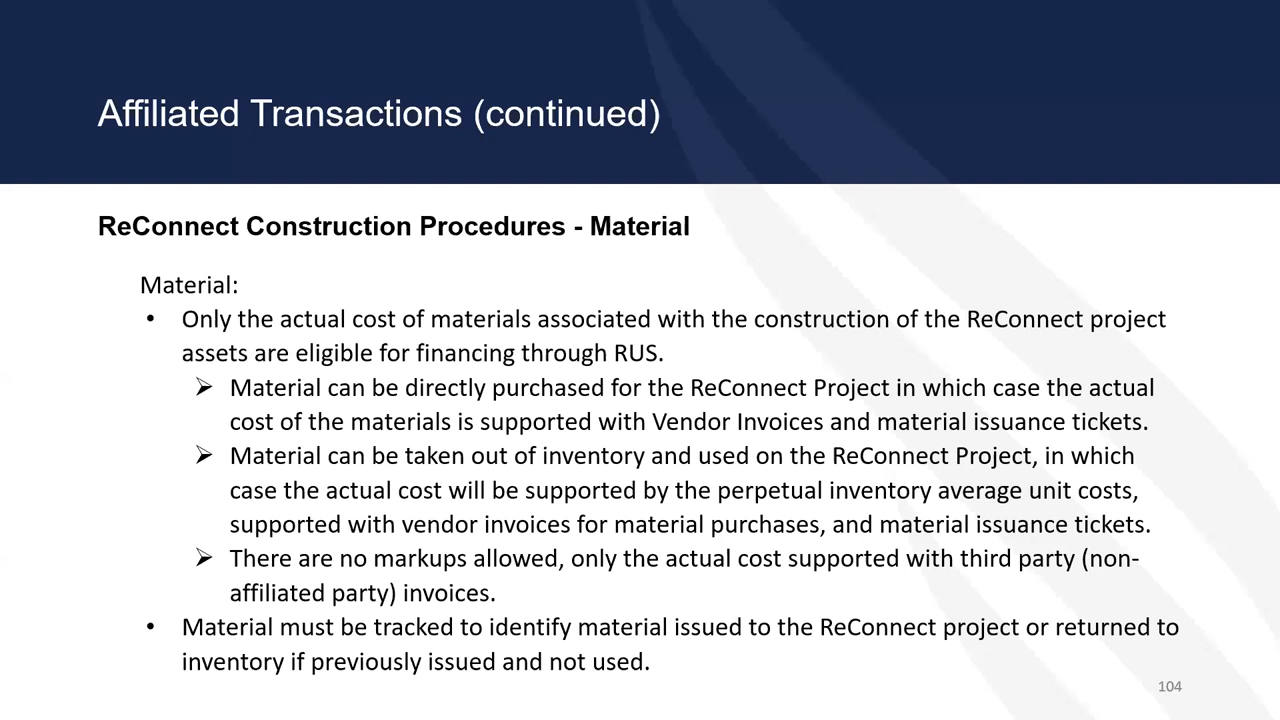 Affiliated Transactions (continued)
ReConnect Construction Procedures - Material
Material:
• Only the actual cost of materials associated with the construction of the ReConnect project
assets are eligible for financing through RUS.
➢ Material can be directly purchased for the ReConnect Project in which case the actual
cost of the materials is supported with Vendor Invoices and material issuance tickets.
➢ Material can be taken out of inventory and used on the ReConnect Project, in which
case the actual cost will be supported by the perpetual inventory average unit costs,
supported with vendor invoices for material purchases, and material issuance tickets.
➢ There are no markups allowed, only the actual cost supported with third party (non-
affiliated party) invoices.
• Material must be tracked to identify material issued to the ReConnect project or returned to
inventory if previously issued and not used.
104